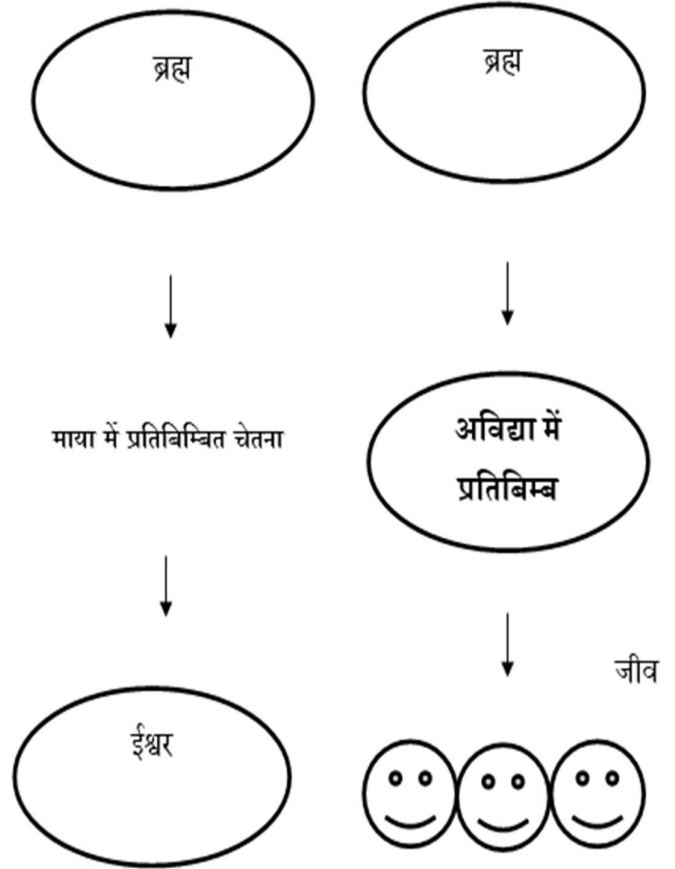 ब्रह्म
माया में प्रतिबिम्बित चेतना
ईश्वर
ब्रह्म
अविद्या में
प्रतिबिम्ब
जीव